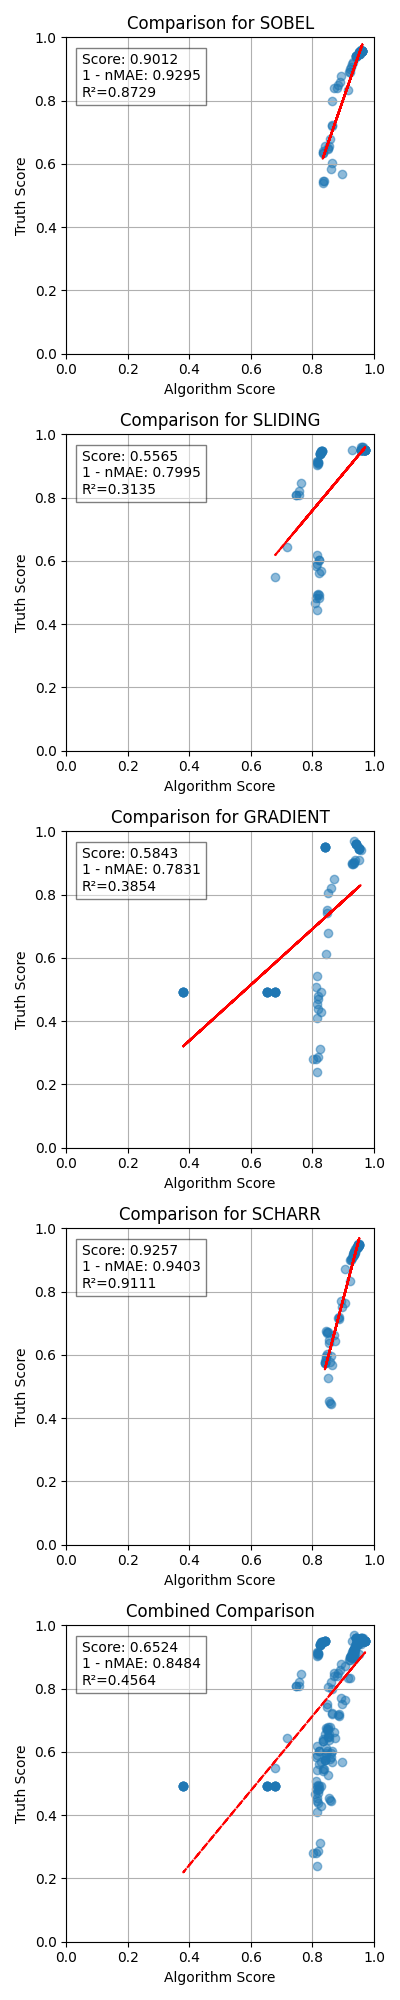 Comparison for SOBEL
Score: 0.9012
1 - nMAE: 0.9295
R²=0.8729
1.0
0.8
0.6
0.4
0.2
0.0
Truth Score
0.0 0.2 0.4 0.6 0.8 1.0
Algorithm Score
Comparison for SLIDING
Score: 0.5565
1 - nMAE: 0.7995
R²=0.3135
1.0
0.8
0.6
0.4
0.2
0.0
Truth Score
0.0 0.2 0.4 0.6 0.8 1.0
Algorithm Score
Comparison for GRADIENT
Score: 0.5843
1 - nMAE: 0.7831
R²=0.3854
1.0
0.8
0.6
0.4
0.2
0.0
Truth Score
0.0 0.2 0.4 0.6 0.8 1.0
Algorithm Score
Comparison for SCHARR
Score: 0.9257
1 - nMAE: 0.9403
R²=0.9111
1.0
0.8
0.6
0.4
0.2
0.0
Truth Score
0.0 0.2 0.4 0.6 0.8 1.0
Algorithm Score
Combined Comparison
Score: 0.6524
1 - nMAE: 0.8484
R²=0.4564
1.0
0.8
0.6
0.4
0.2
0.0
Truth Score
0.0 0.2 0.4 0.6 0.8 1.0
Algorithm Score